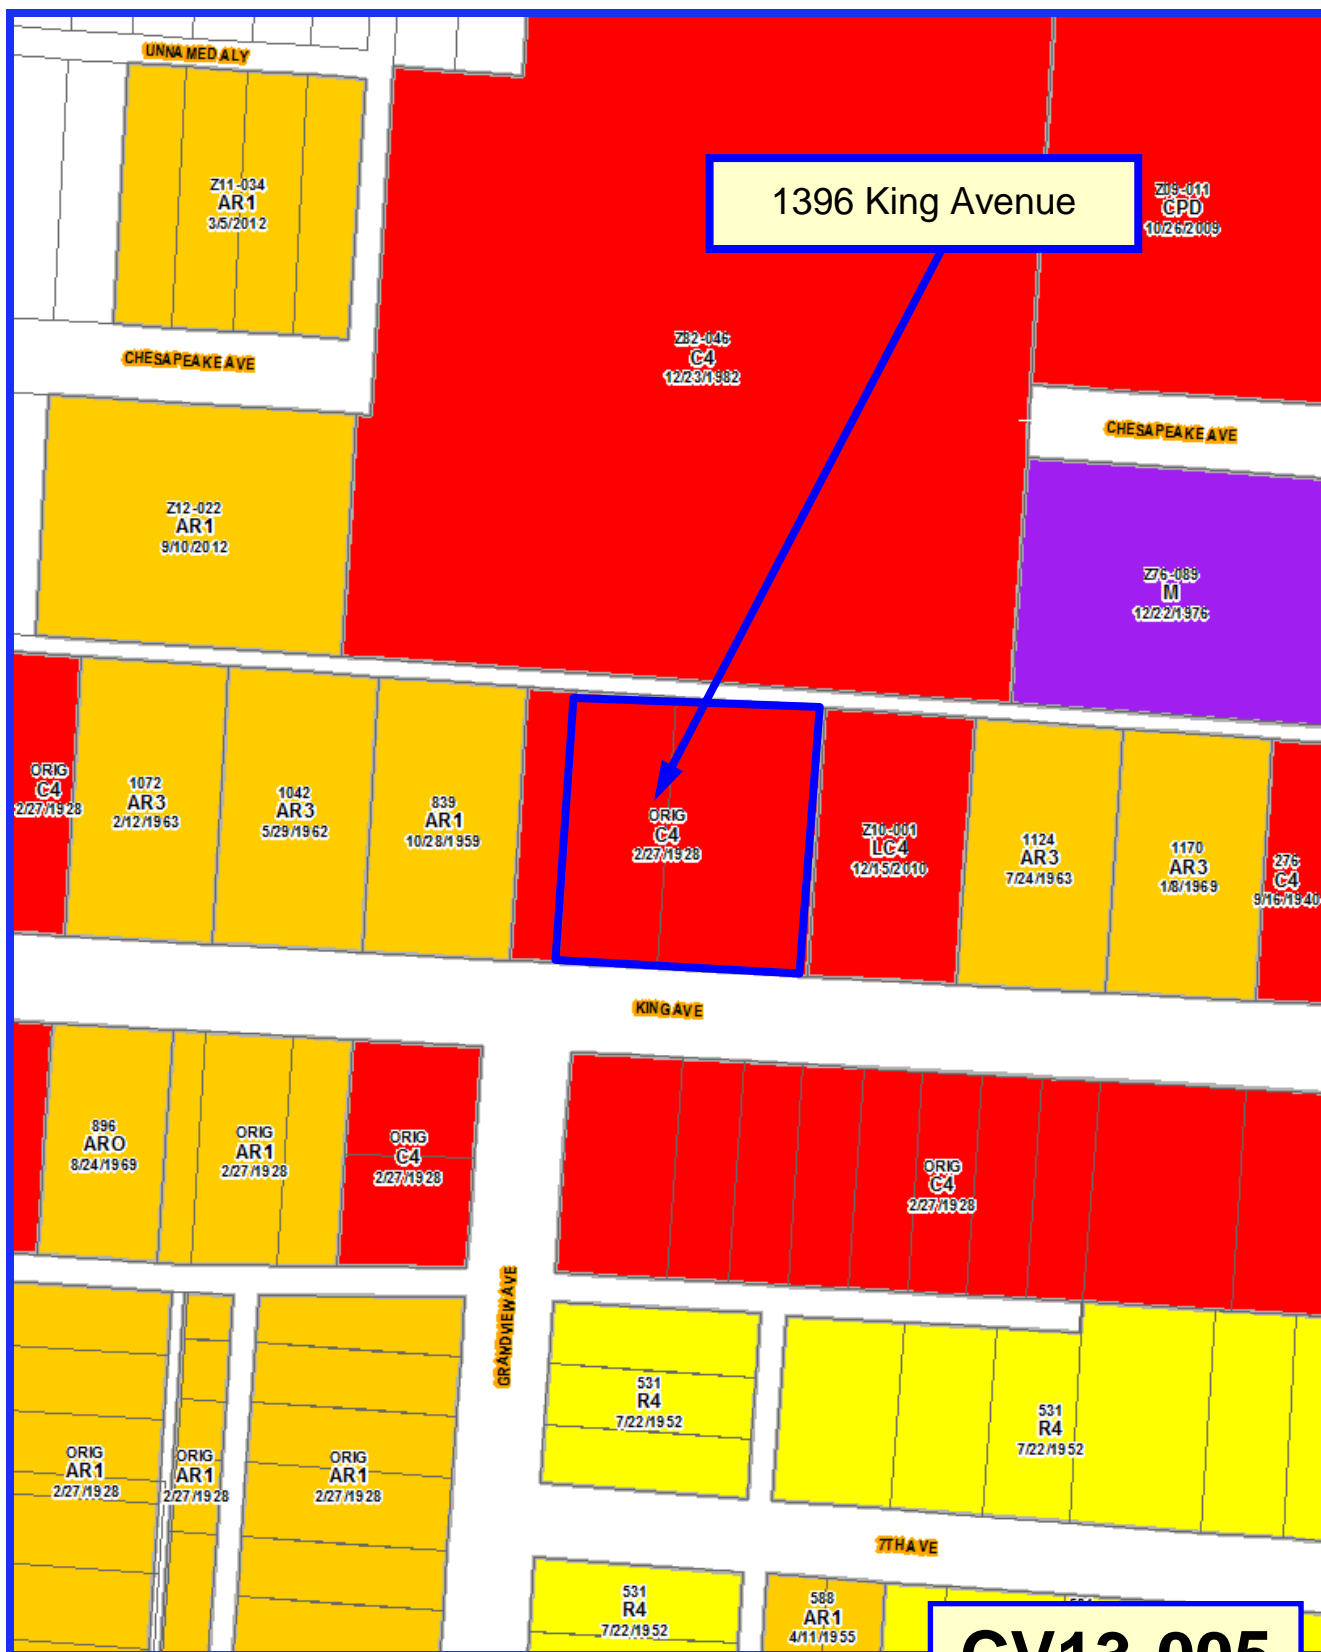 UNNAMED ALY
Z11-034
AR1
3/5/2012
1396 King Avenue
Z09-011
CPD
10/26/2009
CHESAPEAKE AVE
Z82-046
C4
12/23/1982
CHESAPEAKE AVE
Z12-022
AR1
9/10/2012
Z76-089
M
12/22/1976
ORIG
C4
2/27/1928
1072
AR3
2/12/1963
1042
AR3
5/29/1962
839
AR1
10/28/1959
ORIG
C4
2/27/1928
Z10-001
LC4
12/15/2010
1124
AR3
7/24/1963
1170
AR3
1/8/1969
276
C4
9/16/1940
KING AVE
896
ARO
8/24/1969
ORIG
AR1
2/27/1928
ORIG
C4
2/27/1928
ORIG
C4
2/27/1928
GRANDVIEW AVE
531
R4
7/22/1952
531
R4
7/22/1952
ORIG
AR1
2/27/1928
ORIG
AR1
2/27/1928
ORIG
AR1
2/27/1928
7TH AVE
531
R4
7/22/1952
588
AR1
4/11/1955
CV13-005